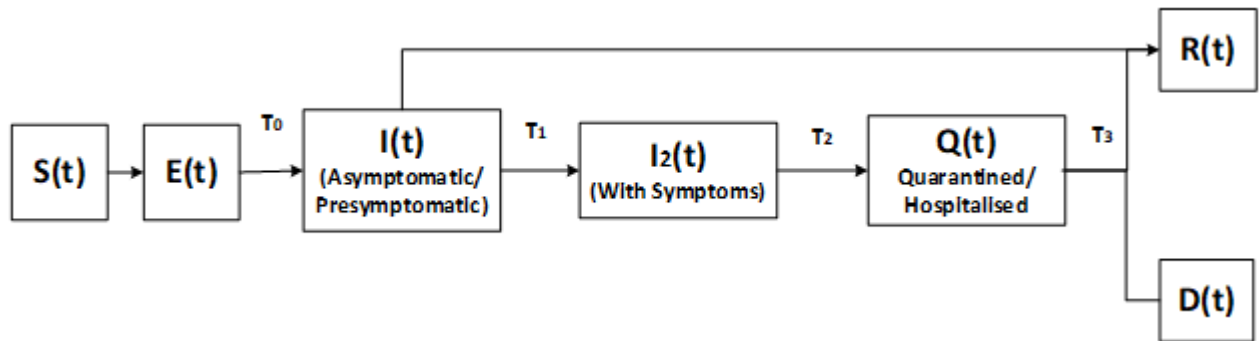 R(t)
S(t)
E(t)
T0
I(t)
(Asymptomatic/
Presymptomatic)
T1
I2(t)
(With Symptoms)
T2
Q(t)
Quarantined/
Hospitalised
T3
D(t)